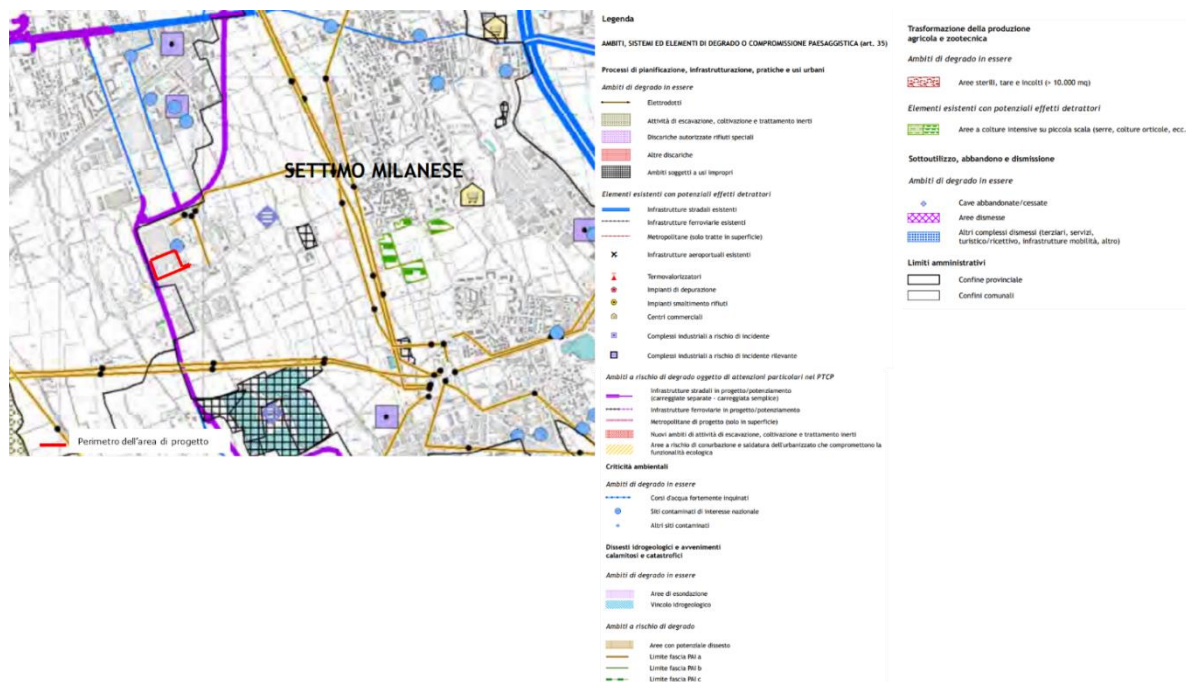 SETTIMO MILANESE
Perimetro dell'area di progetto
Legenda
AMBITI, SISTEMI ED ELEMENTI DI DEGRADO O COMPROMISSIONE PAESAGGISTICA (art. 35)
Processi di pianificazione, infrastrutturazione, pratiche e usi urbani
Ambiti di degrado in essere
Elettrodotti
Attività di escavazione, coltivazione e trattamento inerti
Discariche autorizzate rifiuti speciali
Altre discariche
Ambiti soggetti a usi impropri
Elementi esistenti con potenziali effetti detrattori
Infrastrutture stradali esistenti
Infrastrutture ferroviarie esistenti
Metropolitane (solo tratte in superficie)
Infrastrutture aeroportuali esistenti
Termovalorizzatori
Impianti di depurazione
Impianti smaltimento rifiuti
Centri commerciali
Complessi industriali a rischio di incidente
Complessi industriali a rischio di incidente rilevante
Ambiti a rischio di degrado oggetto di attenzioni particolari nel PTCP
Infrastrutture stradali in progetto/potenziamento
(carreggiate separate - carreggiata semplice)
Infrastrutture ferroviarie in progetto/potenziamento
Metropolitane di progetto (solo in superficie)
Nuovi ambiti di attività di escavazione, coltivazione e trattamento inerti
Aree a rischio di conurbazione e saldatura dell'urbanizzato che compromettono la
funzionalità ecologica
Criticità ambientali
Ambiti di degrado in essere
Corsi d'acqua fortemente inquinati
Siti contaminati di interesse nazionale
Altri siti contaminati
Dissesti idrogeologici e avvenimenti
calamitosi e catastrofici
Ambiti di degrado in essere
Aree di esondazione
Vincolo idrogeologico
Ambiti a rischio di degrado
Aree con potenziale dissesto
Limite fascia PAI a
Limite fascia PAI b
Limite fascia PAI c
Trasformazione della produzione
agricola e zootecnica
Ambiti di degrado in essere
Aree sterili, tare e incolti (> 10.000 mq)
Elementi esistenti con potenziali effetti detrattori
Aree a colture intensive su piccola scala (serre, colture orticole, ecc.
Sottoutilizzo, abbandono e dismissione
Ambiti di degrado in essere
Cave abbandonate/cessate
Aree dismesse
Altri complessi dismessi (terziari, servizi,
turistico/ricettivo, infrastrutture mobilità, altro)
Limiti amministrativi
Confine provinciale
Confini comunali